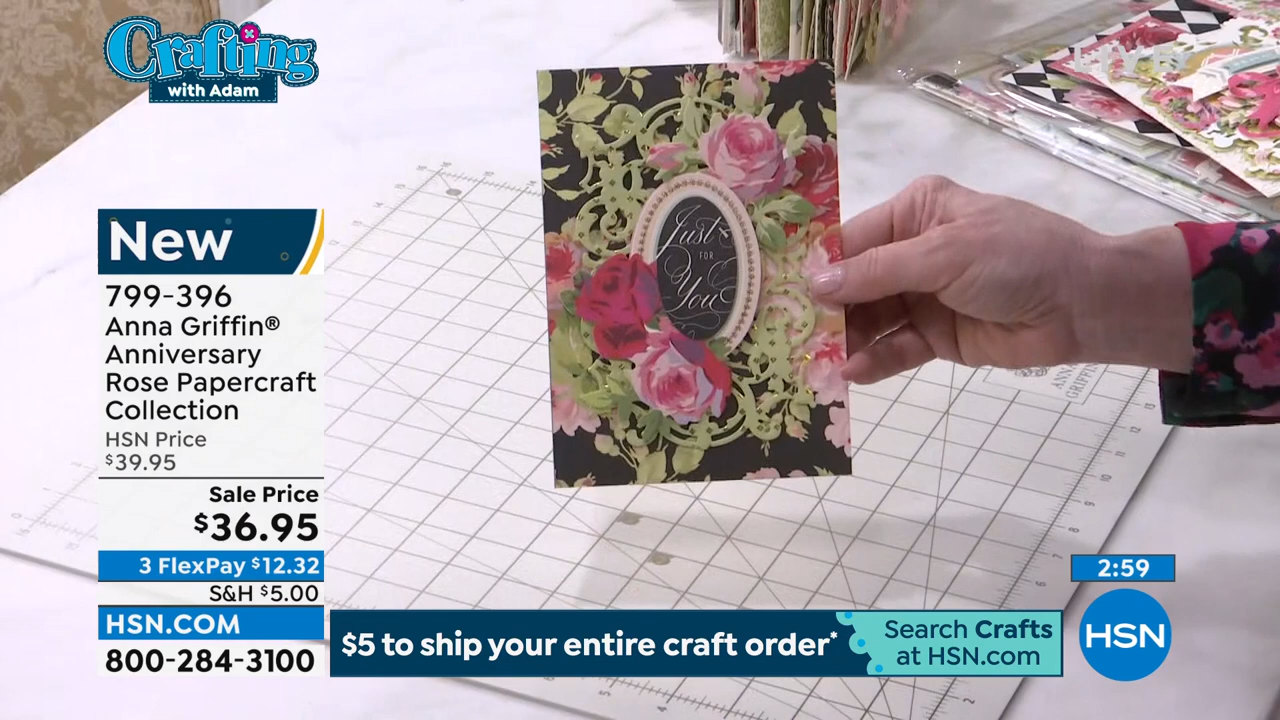 Crafting
with Adam
New
799-396
Anna Griffin®
Anniversary
Rose Papercraft
Collection
HSN Price
$39.95
Sale Price
$36.95
3 FlexPay $12.32
S&H $5.00
HSN.COM
800-284-3100
Just
FOR
You
ANNA
GRIFFIN
2:59
HSN
$5 to ship your entire craft order*
Search Crafts
at HSN.com